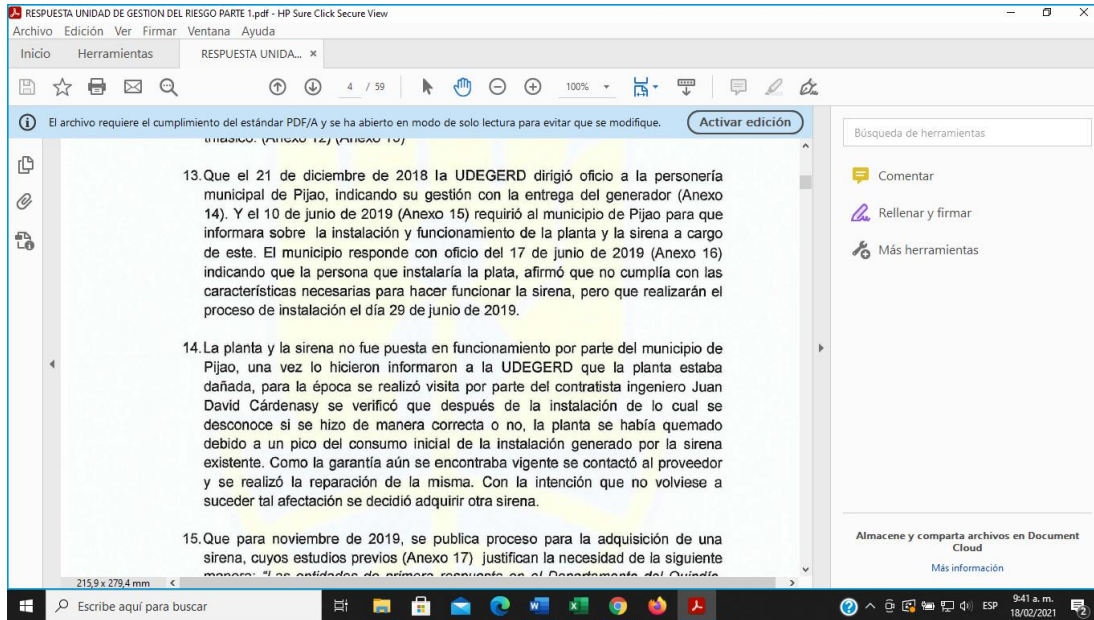 RESPUESTA UNIDAD DE GESTION DEL RIESGO PARTE 1.pdf - HP Sure Click Secure View
Archivo Edición Ver Firmar Ventana Ayuda
Inicio Herramientas RESPUESTA UNIDA... ×
4 / 59 100%
El archivo requiere el cumplimiento del estándar PDF/A y se ha abierto en modo de solo lectura para evitar que se modifique. Activar edición
(Anexo 12) (Anexo 13)
13. Que el 21 de diciembre de 2018 la UDEGERD dirigió oficio a la personería
municipal de Pijao, indicando su gestión con la entrega del generador (Anexo
14). Y el 10 de junio de 2019 (Anexo 15) requirió al municipio de Pijao para que
informara sobre la instalación y funcionamiento de la planta y la sirena a cargo
de este. El municipio responde con oficio del 17 de junio de 2019 (Anexo 16)
indicando que la persona que instalaría la plata, afirmó que no cumplía con las
características necesarias para hacer funcionar la sirena, pero que realizarán el
proceso de instalación el día 29 de junio de 2019.
14. La planta y la sirena no fue puesta en funcionamiento por parte del municipio de
Pijao, una vez lo hicieron informaron a la UDEGERD que la planta estaba
dañada, para la época se realizó visita por parte del contratista ingeniero Juan
David Cárdenasy se verificó que después de la instalación de lo cual se
desconoce si se hizo de manera correcta o no, la planta se había quemado
debido a un pico del consumo inicial de la instalación generado por la sirena
existente. Como la garantía aún se encontraba vigente se contactó al proveedor
y se realizó la reparación de la misma. Con la intención que no volviese a
suceder tal afectación se decidió adquirir otra sirena.
15. Que para noviembre de 2019, se publica proceso para la adquisición de una
sirena, cuyos estudios previos (Anexo 17) justifican la necesidad de la siguiente
manera: "Las entidades de primera respuesta en el Departamento del Quindío,
215,9 x 279,4 mm
Búsqueda de herramientas
Comentar
Rellenar y firmar
Más herramientas
Almacene y comparta archivos en Document
Cloud
Más información
Escribe aquí para buscar
ESP
9:41 a. m.
18/02/2021
2